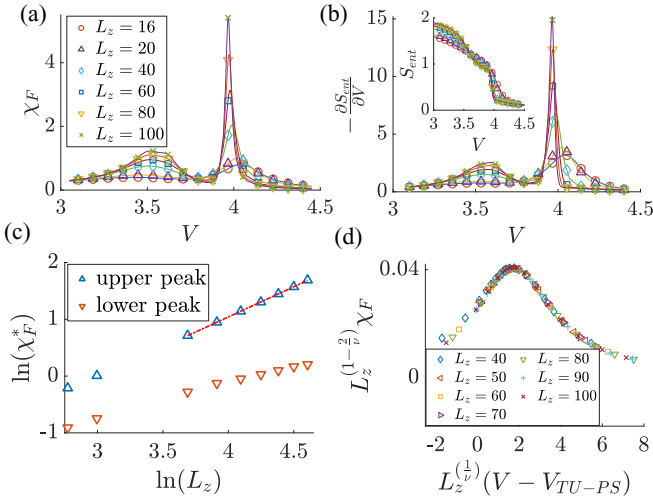 (a)
L_z = 16
L_z = 20
L_z = 40
L_z = 60
L_z = 80
L_z = 100
χ_F
4
2
0
3
3.5
4
4.5
V
(b)
−∂S_ent/∂V
15
10
5
0
3
3.5
4
4.5
V
S_ent
2
1
0
3.0
3.5
4.0
4.5
V
(c)
upper peak
lower peak
ln(χ*_F)
2
1
0
-1
3
3.5
4
4.5
ln(L_z)
(d)
L_z^(1−2/ν) χ_F
0.04
0
L_z = 40
L_z = 50
L_z = 60
L_z = 70
L_z = 80
L_z = 90
L_z = 100
-2
0
2
4
6
8
L_z^(1/ν)(V − V_TU−PS)